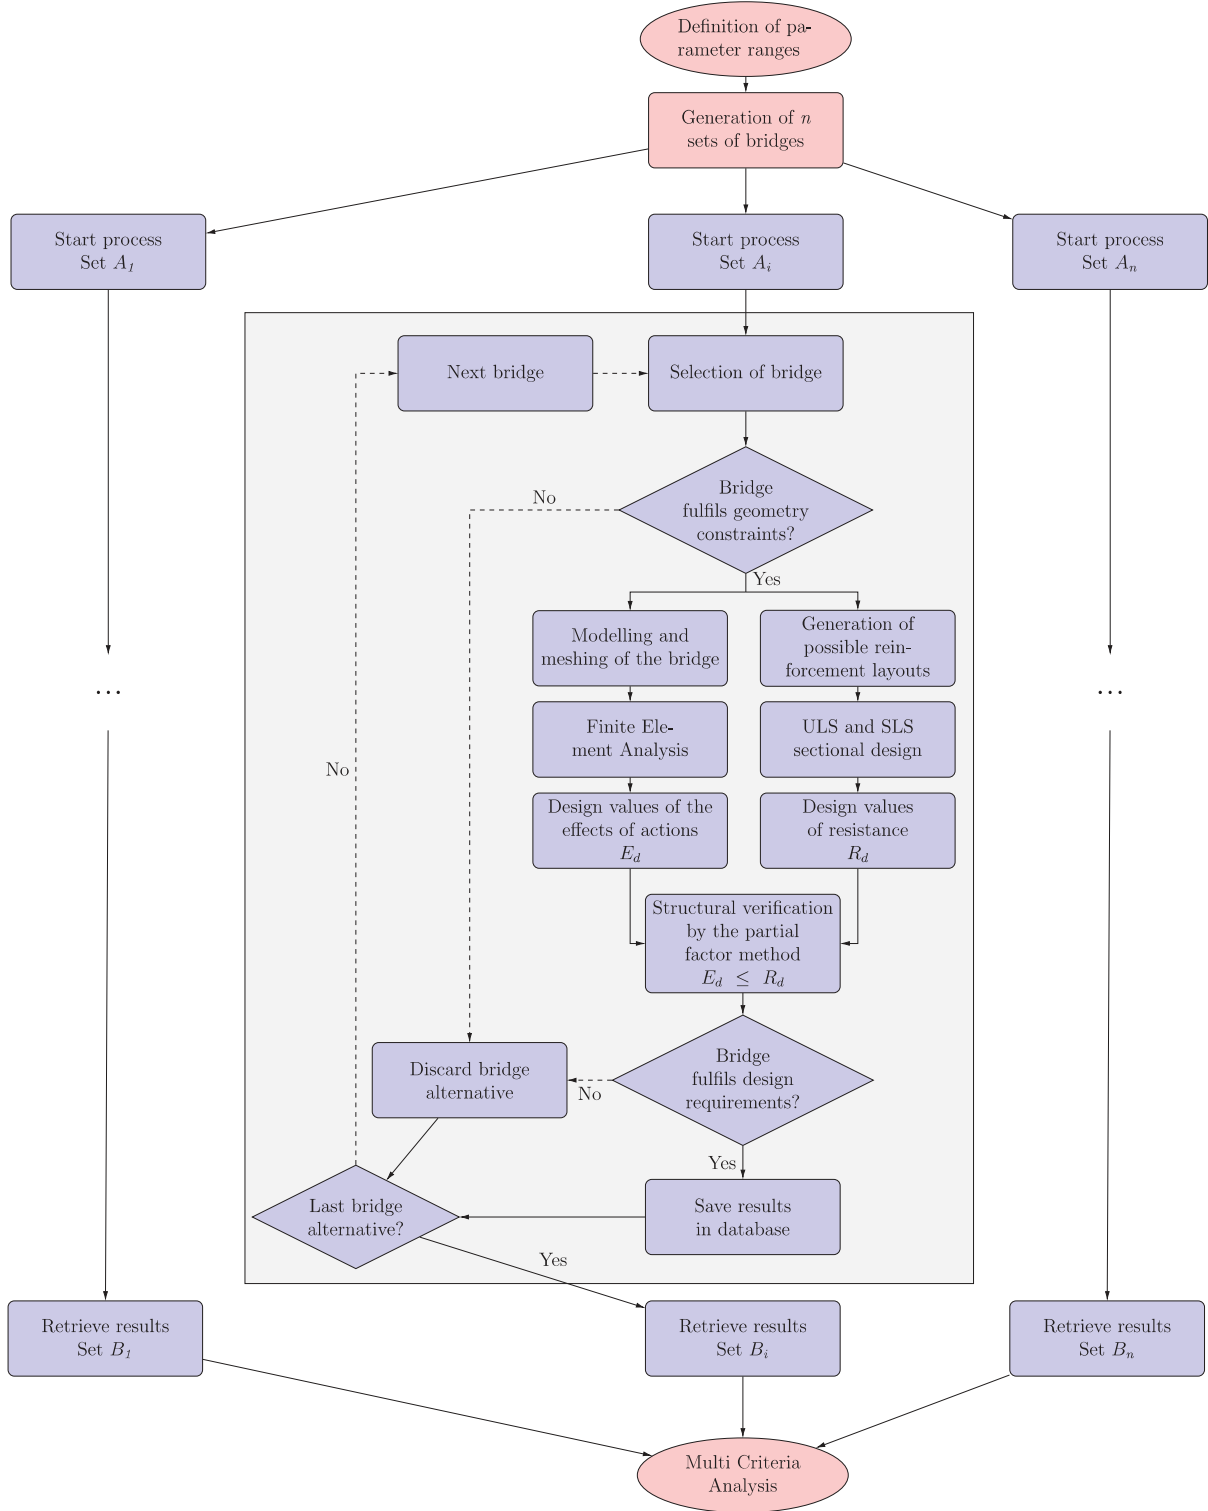 Definition of pa-
rameter ranges
Generation of n
sets of bridges
Start process
Set A1
Start process
Set Ai
Start process
Set An
Next bridge
Selection of bridge
Bridge
fulfils geometry
constraints?
No
Yes
Modelling and
meshing of the bridge
Generation of
possible rein-
forcement layouts
...
...
Finite Ele-
ment Analysis
ULS and SLS
sectional design
No
Design values of the
effects of actions
Ed
Design values
of resistance
Rd
Structural verification
by the partial
factor method
Ed ≤ Rd
Discard bridge
alternative
No
Bridge
fulfils design
requirements?
Yes
Last bridge
alternative?
Save results
in database
Yes
Retrieve results
Set B1
Retrieve results
Set Bi
Retrieve results
Set Bn
Multi Criteria
Analysis